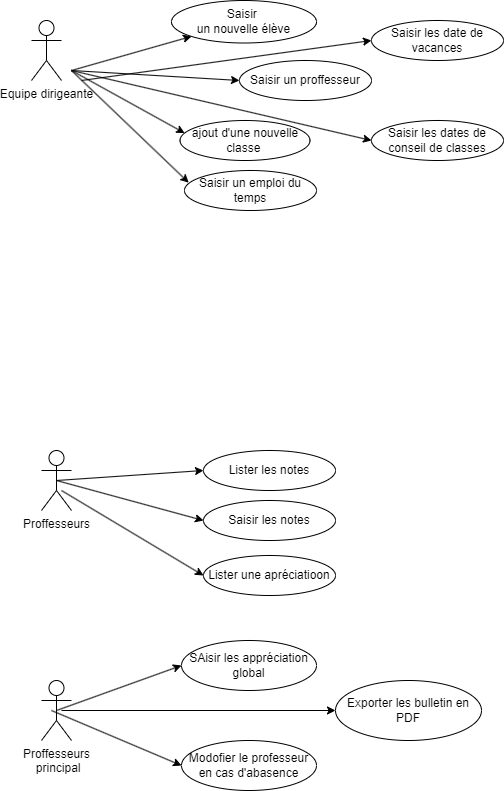 Saisir
un nouvelle élève
Saisir les date de
vacances
Saisir un proffesseur
Equipe dirigeante
ajout d'une nouvelle
classe
Saisir les dates de
conseil de classes
Saisir un emploi du
temps
Lister les notes
Saisir les notes
Proffesseurs
Lister une apréciatioon
SAisir les appréciation
global
Exporter les bulletin en
PDF
Proffesseurs
principal
Modofier le professeur
en cas d'abasence